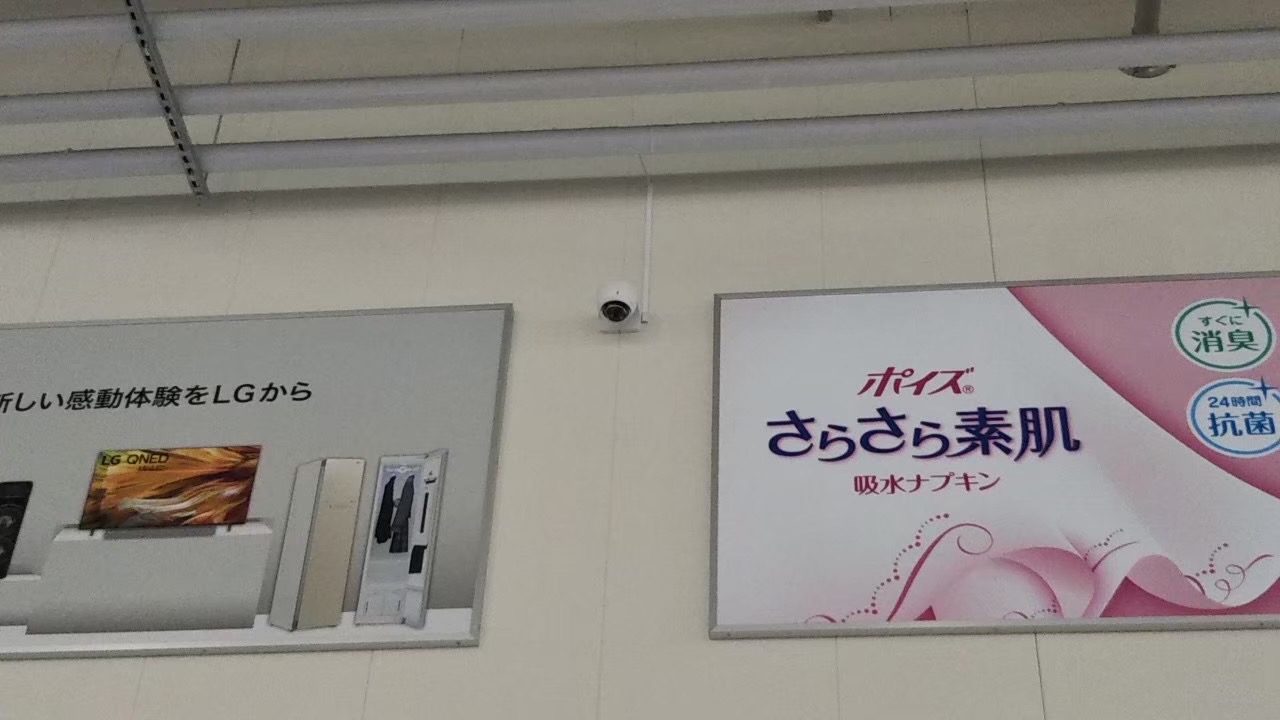 新しい感動体験をLGから
LG QNED
ポイズ®
さらさら素肌
吸水ナプキン
すぐに
消臭
24時間
抗菌